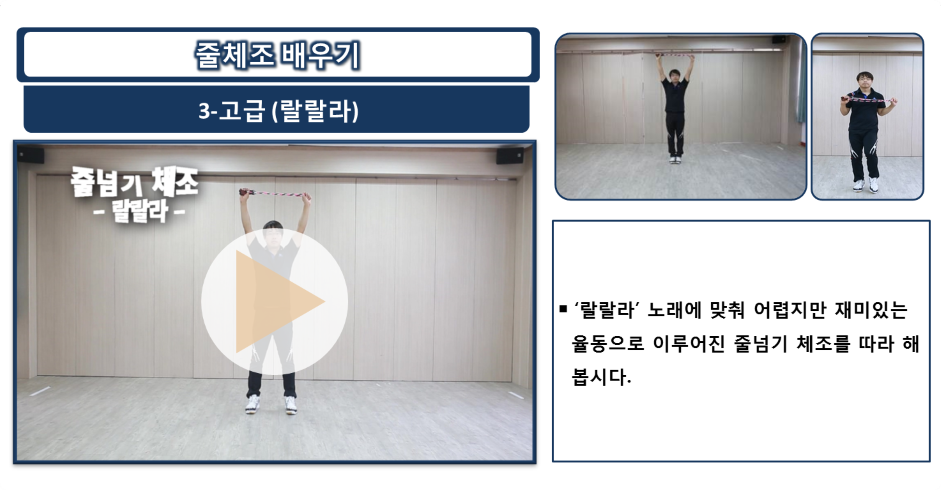 줄체조 배우기
3-고급 (랄랄라)
줄넘기 체조
- 랄랄라 -
▪ ‘랄랄라’ 노래에 맞춰 어렵지만 재미있는
율동으로 이루어진 줄넘기 체조를 따라 해
봅시다.